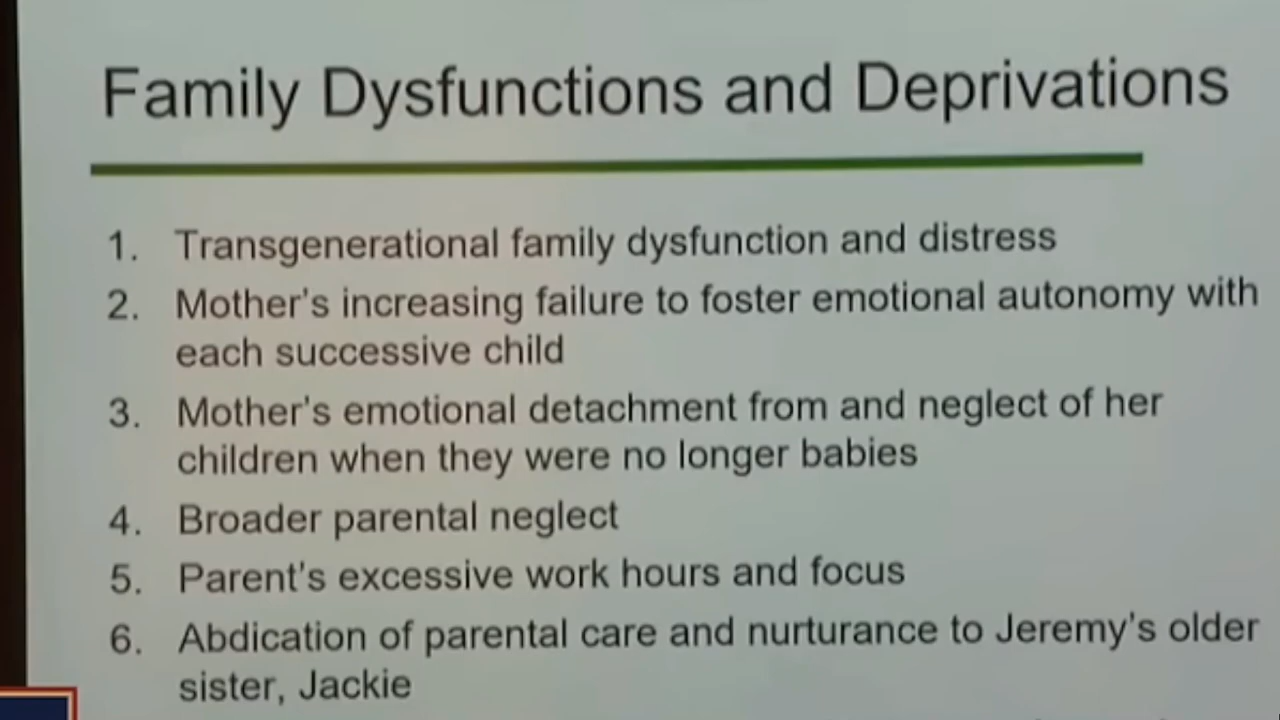 Family Dysfunctions and Deprivations
1. Transgenerational family dysfunction and distress
2. Mother's increasing failure to foster emotional autonomy with
each successive child
3. Mother's emotional detachment from and neglect of her
children when they were no longer babies
4. Broader parental neglect
5. Parent's excessive work hours and focus
6. Abdication of parental care and nurturance to Jeremy's older
sister, Jackie